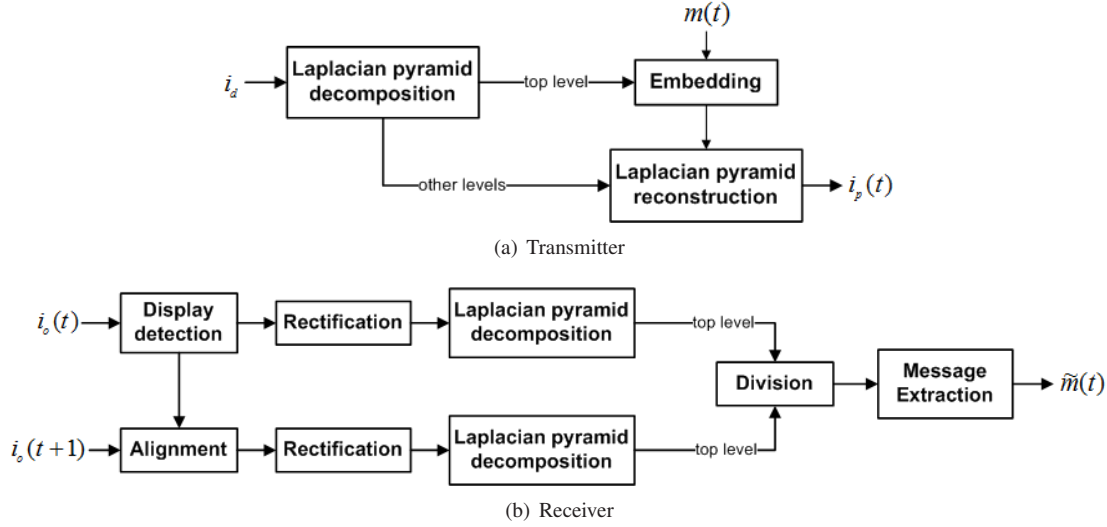 m(t)
i_d
Laplacian pyramid
decomposition
top level
Embedding
other levels
Laplacian pyramid
reconstruction
i_p(t)
(a) Transmitter
i_o(t)
Display
detection
Rectification
Laplacian pyramid
decomposition
top level
Division
Message
Extraction
m̃(t)
i_o(t+1)
Alignment
Rectification
Laplacian pyramid
decomposition
top level
(b) Receiver